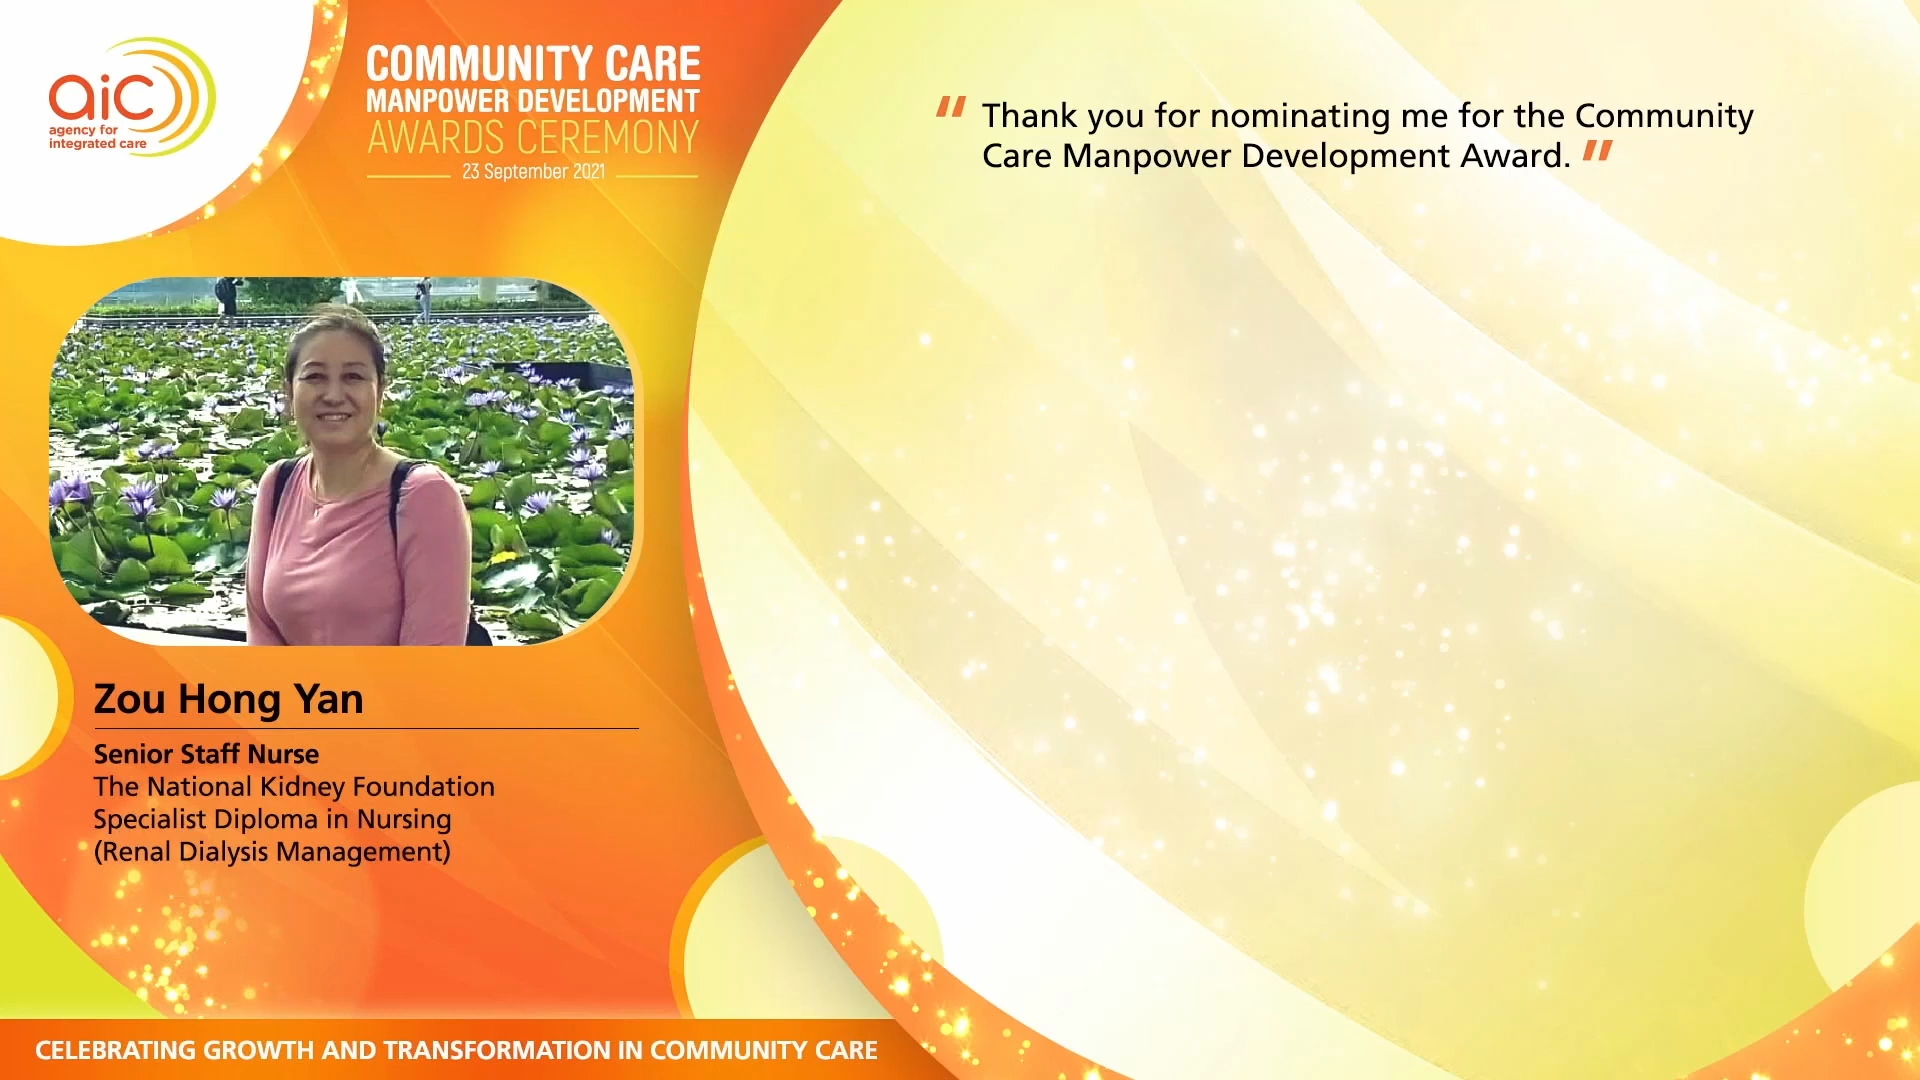 aic
agency for
integrated care
COMMUNITY CARE
MANPOWER DEVELOPMENT
AWARDS CEREMONY
23 September 2021
Zou Hong Yan
Senior Staff Nurse
The National Kidney Foundation
Specialist Diploma in Nursing
(Renal Dialysis Management)
CELEBRATING GROWTH AND TRANSFORMATION IN COMMUNITY CARE
"Thank you for nominating me for the Community
Care Manpower Development Award."